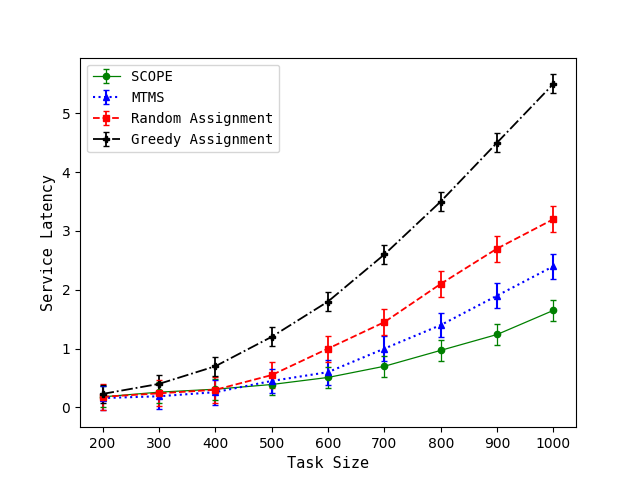 SCOPE
MTMS
Random Assignment
Greedy Assignment
Service Latency
5
4
3
2
1
0
200 300 400 500 600 700 800 900 1000
Task Size